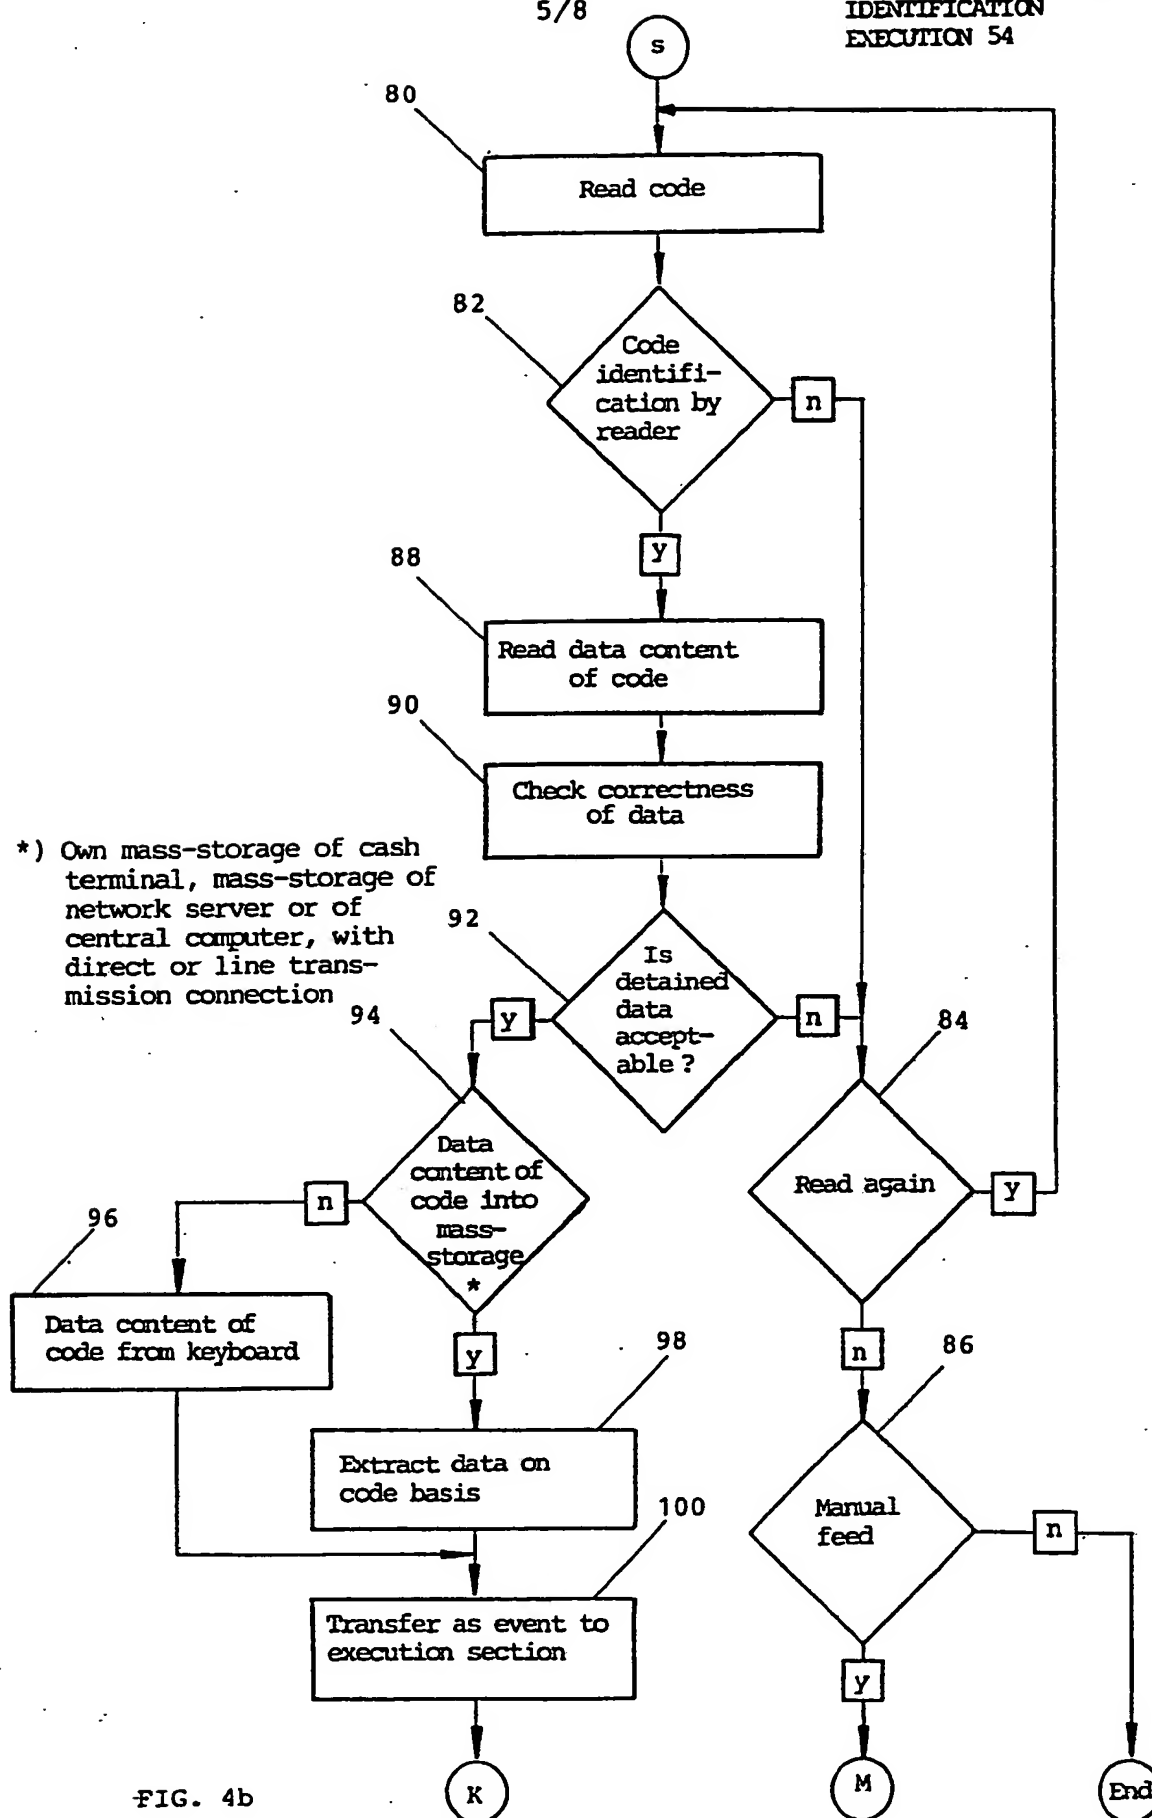 5/8
IDENTIFICATION
EXECUTION 54
s
80
Read code
82
Code
identifi-
cation by
reader
n
y
88
Read data content
of code
90
Check correctness
of data
*) Own mass-storage of cash
terminal, mass-storage of
network server or of
central computer, with
direct or line trans-
mission connection
92
Is
detained
data
accept-
able ?
y
n
94
84
Data
content of
code into
mass-
storage
*
n
Read again
y
96
Data content of
code from keyboard
y
98
n
86
Extract data on
code basis
100
Manual
feed
n
Transfer as event to
execution section
y
K
M
End
FIG. 4b